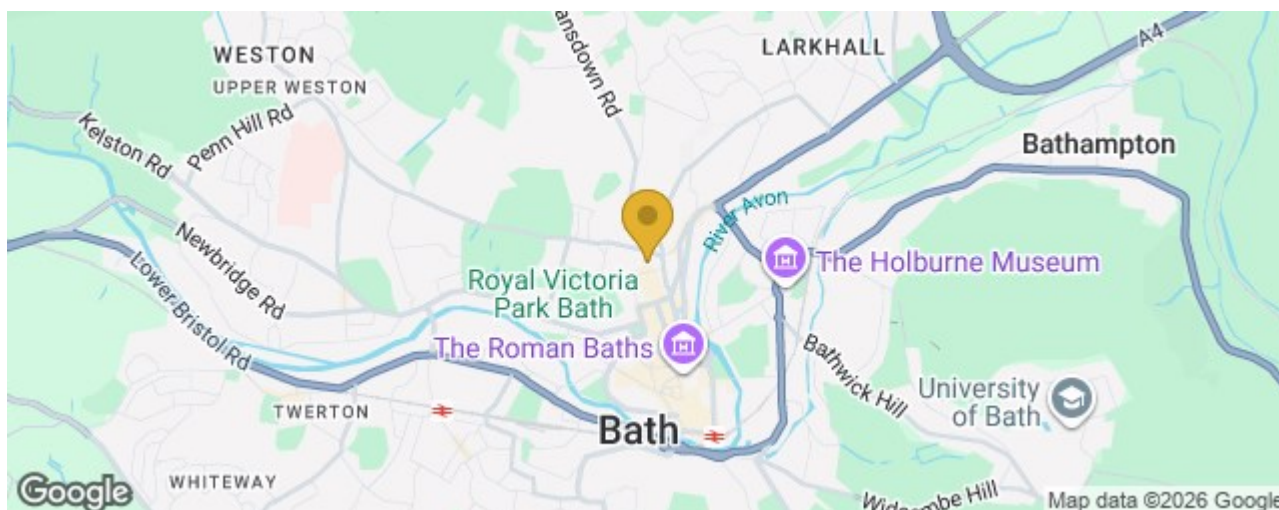 WESTON
UPPER WESTON
LARKHALL
A4
ansdown Rd
Kelston Rd
Penn Hill Rd
Bathampton
River Avon
Newbridge Rd
Lower Bristol Rd
The Holburne Museum
Royal Victoria
Park Bath
The Roman Baths
Bathwick Hill
University
of Bath
TWERTON
Bath
WHITEWAY
Widcombe Hill
Google
Map data ©2026 Google